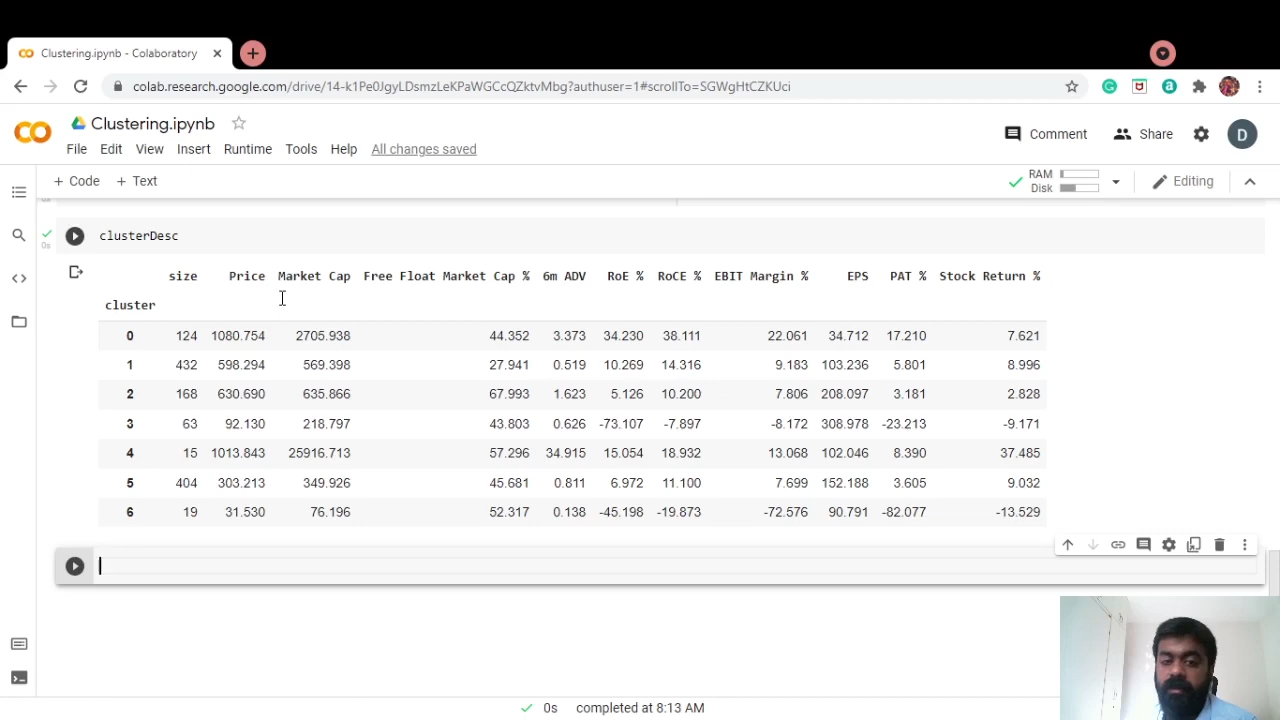 Clustering.ipynb - Colaboratory
colab.research.google.com/drive/14-k1Pe0JgyLDsmzLeKPbWGCcQZktvMbg?authuser=1#scrollTo=SGWgHtCZKUci
Clustering.ipynb
Comment Share D
File Edit View Insert Runtime Tools Help All changes saved
+ Code + Text RAM Disk Editing
0s
clusterDesc
size Price Market Cap Free Float Market Cap % 6m ADV RoE % RoCE % EBIT Margin % EPS PAT % Stock Return %
cluster
0 124 1080.754 2705.938 44.352 3.373 34.230 38.111 22.061 34.712 17.210 7.621
1 432 598.294 569.398 27.941 0.519 10.269 14.316 9.183 103.236 5.801 8.996
2 168 630.690 635.866 67.993 1.623 5.126 10.200 7.806 208.097 3.181 2.828
3 63 92.130 218.797 43.803 0.626 -73.107 -7.897 -8.172 308.978 -23.213 -9.171
4 15 1013.843 25916.713 57.296 34.915 15.054 18.932 13.068 102.046 8.390 37.485
5 404 303.213 349.926 45.681 0.811 6.972 11.100 7.699 152.188 3.605 9.032
6 19 31.530 76.196 52.317 0.138 -45.198 -19.873 -72.576 90.791 -82.077 -13.529
0s completed at 8:13 AM